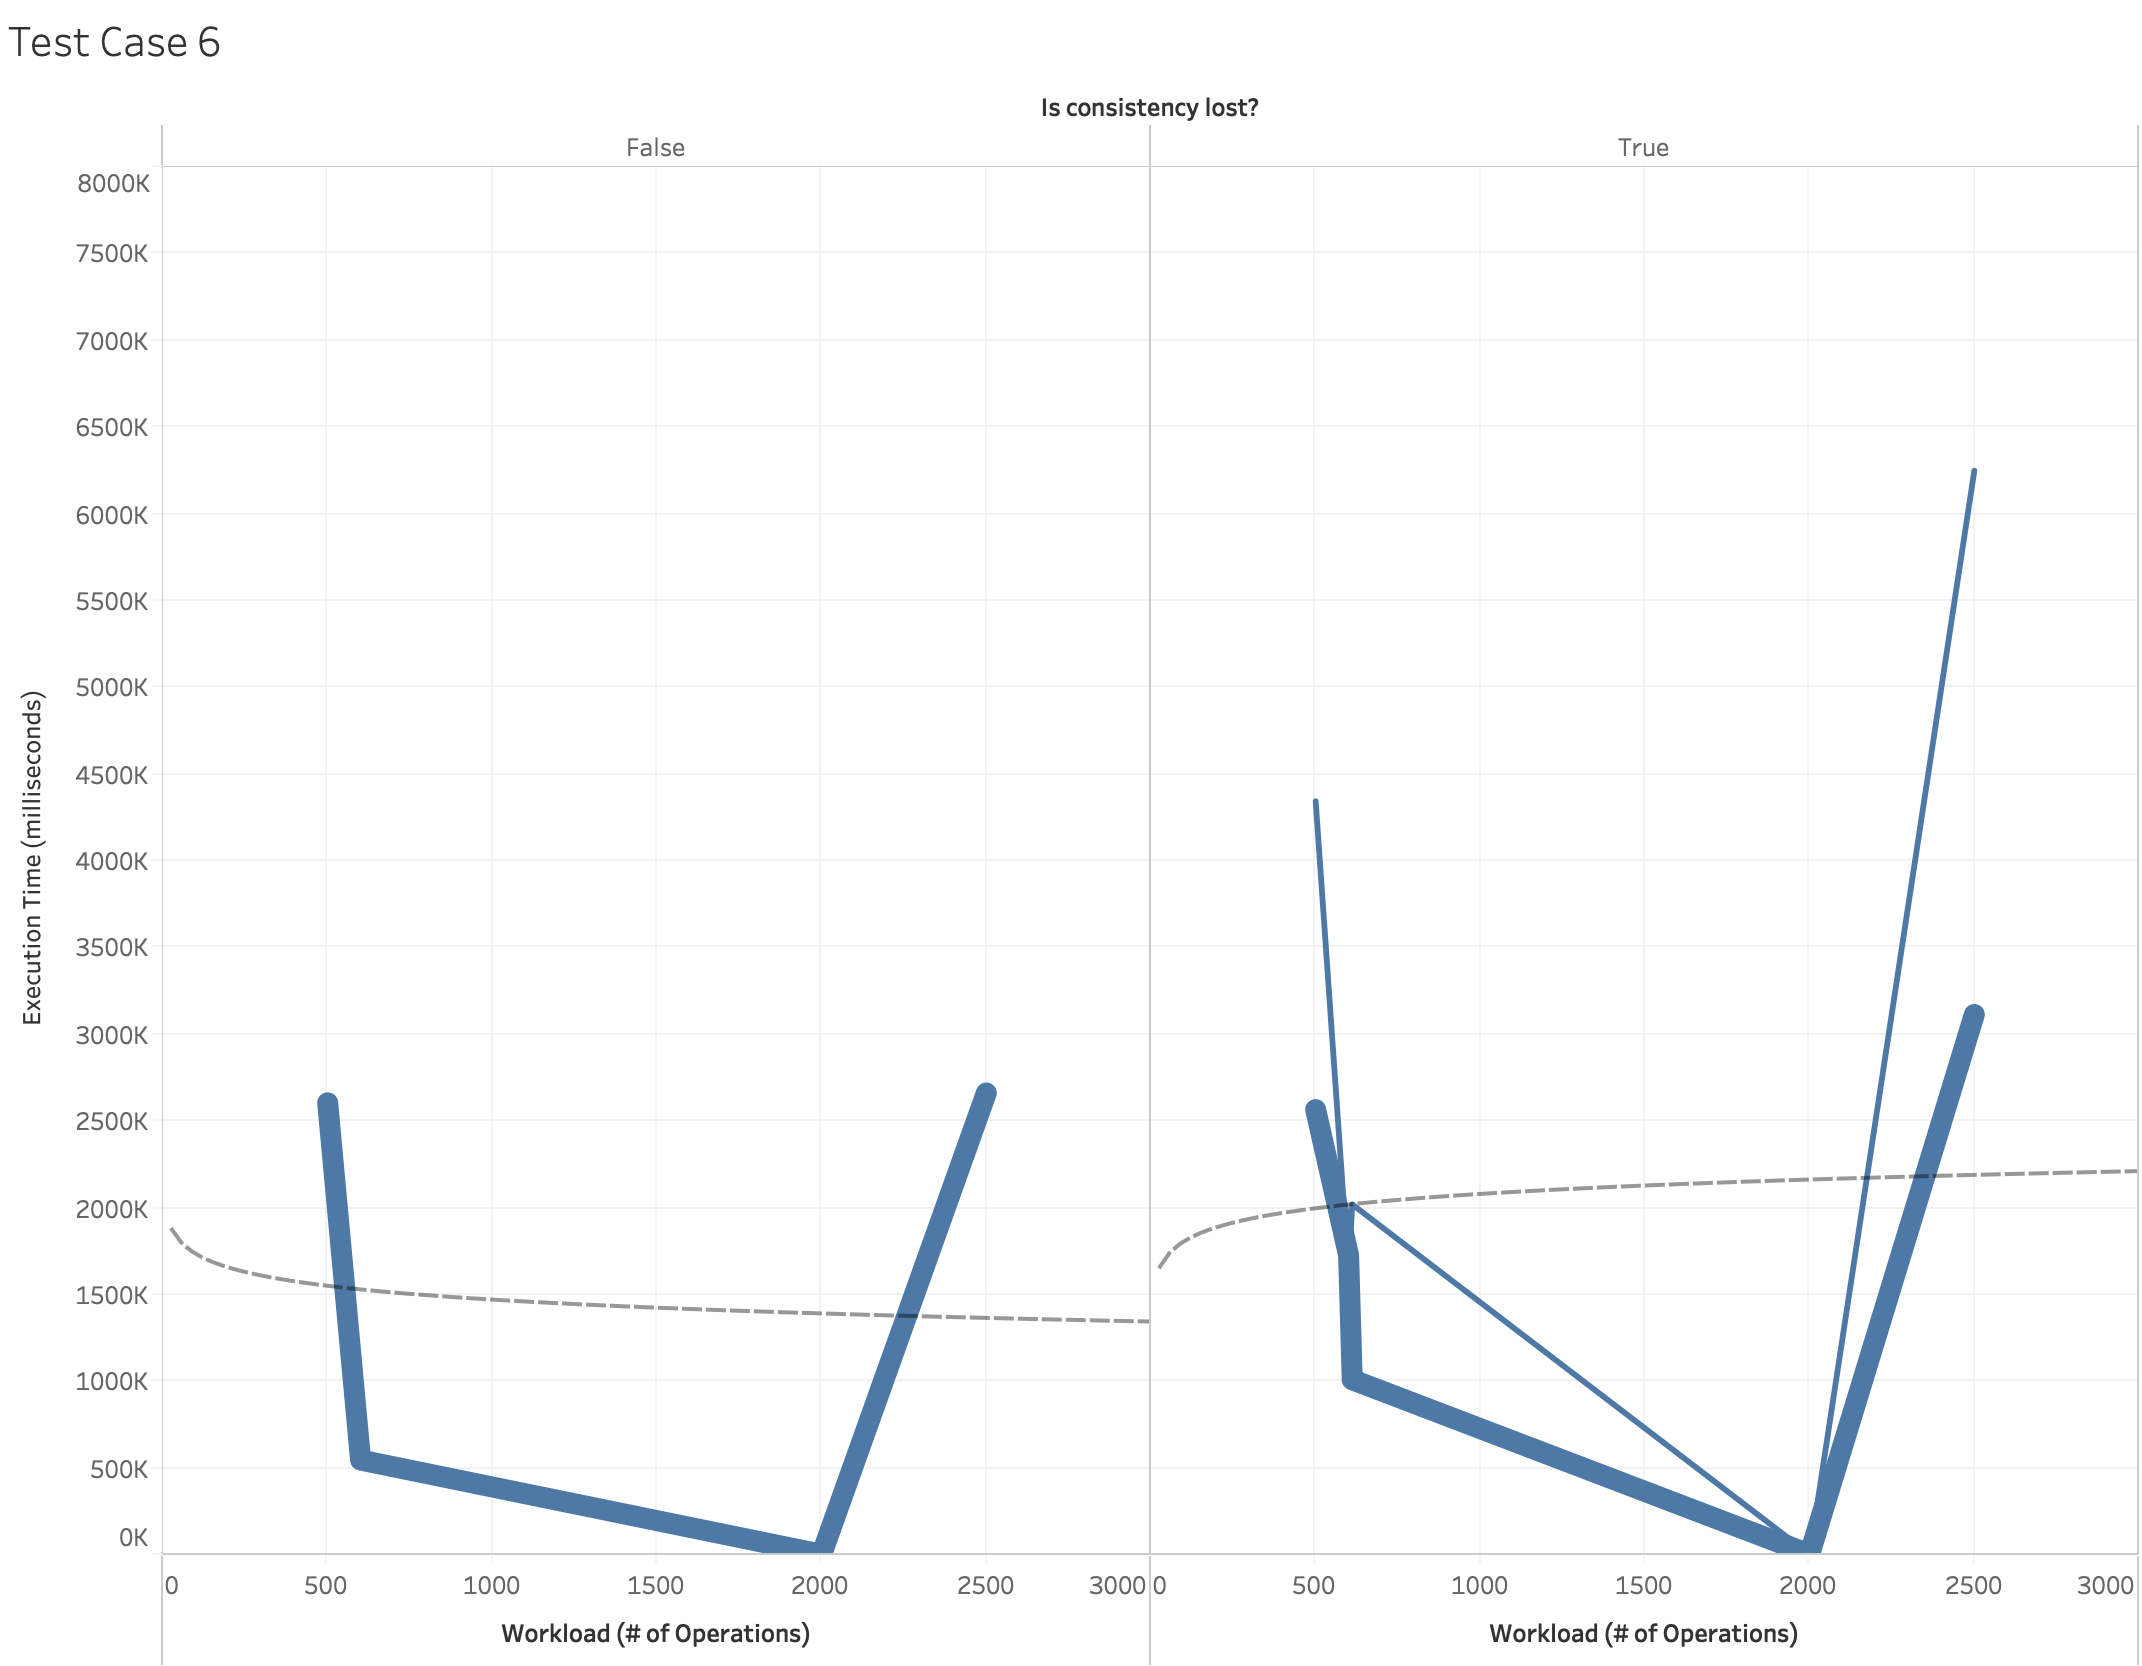 Test Case 6
Is consistency lost?
False True
8000K
7500K
7000K
6500K
6000K
5500K
5000K
4500K
4000K
3500K
3000K
2500K
2000K
1500K
1000K
500K
0K
Execution Time (milliseconds)
0 500 1000 1500 2000 2500 3000 0 500 1000 1500 2000 2500 3000
Workload (# of Operations) Workload (# of Operations)